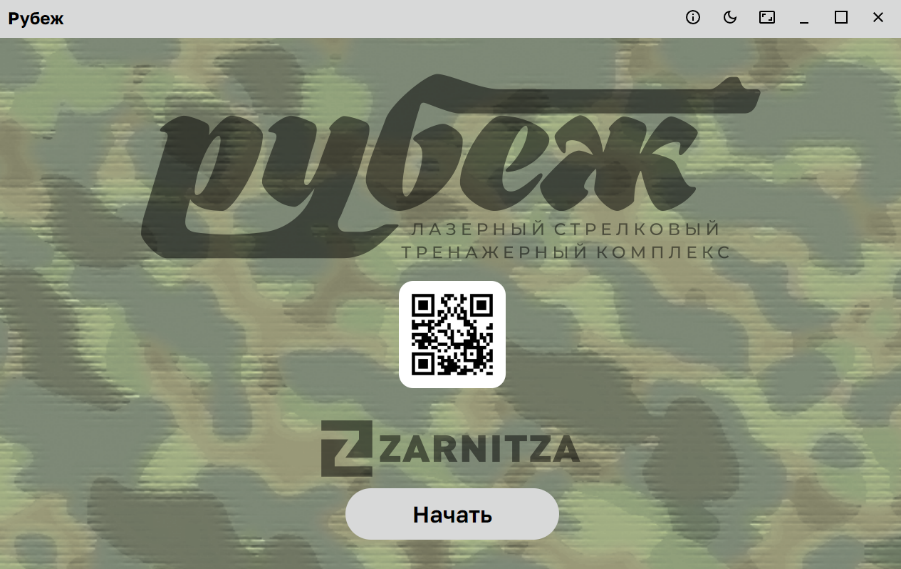 Рубеж
рубеж
ЛАЗЕРНЫЙ СТРЕЛКОВЫЙ
ТРЕНАЖЕРНЫЙ КОМПЛЕКС
ZARNITZA
Начать